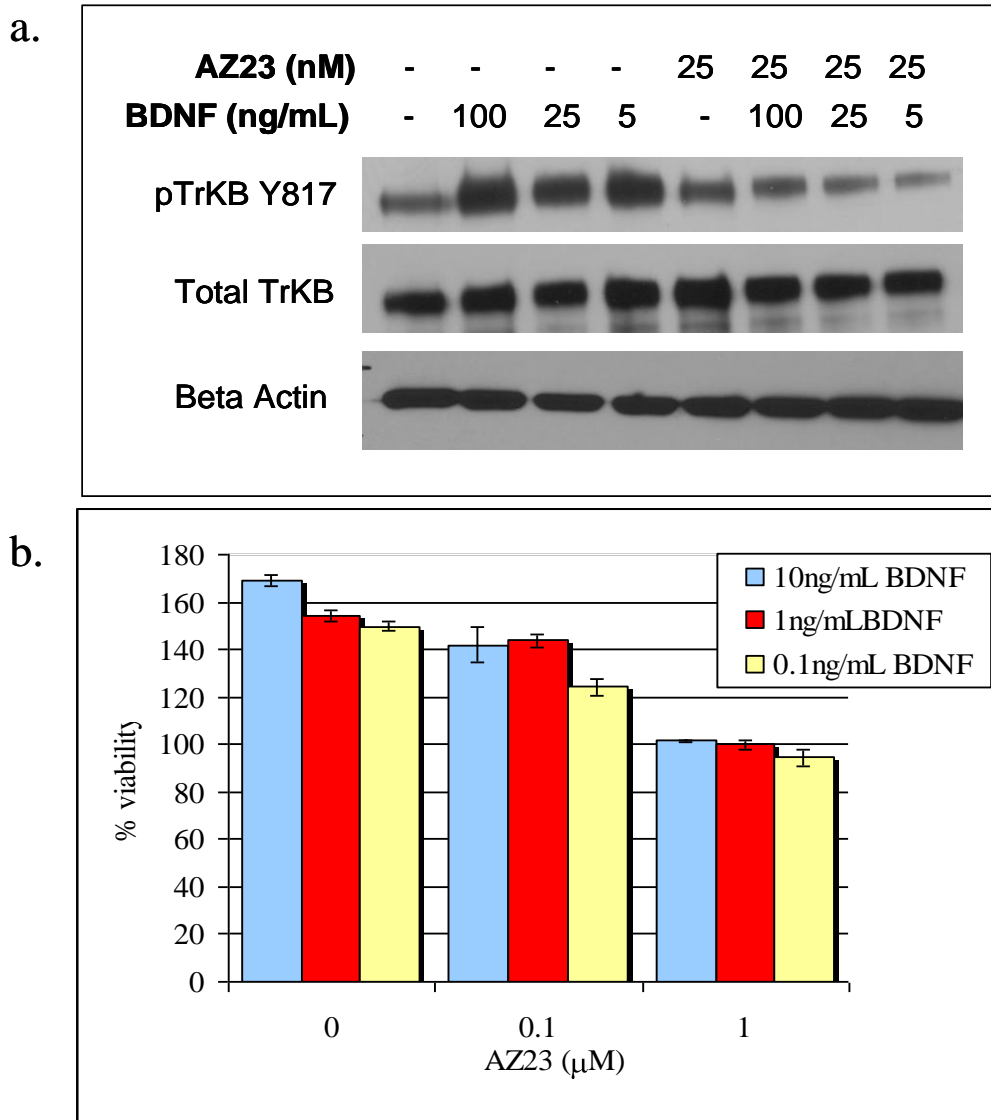 a.
AZ23 (nM) - - - - 25 25 25 25
BDNF (ng/mL) - 100 25 5 - 100 25 5
pTrKB Y817
Total TrKB
Beta Actin
b.
180
160
140
120
100
80
60
40
20
0
% viability
10ng/mL BDNF
1ng/mLBDNF
0.1ng/mL BDNF
0 0.1 1
AZ23 (μM)